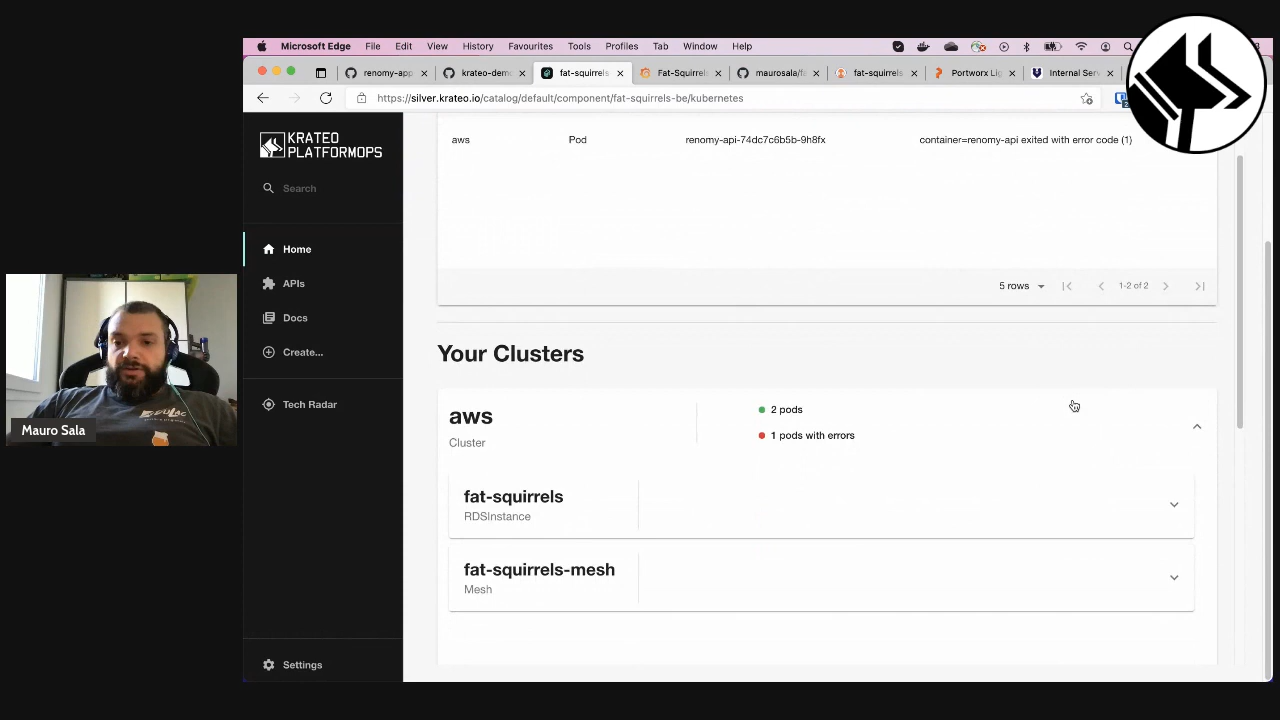 Microsoft Edge File Edit View History Favourites Tools Profiles Tab Window Help
renomy-app
krateo-demo
fat-squirrels
Fat-Squirrels
maurosala/fa
fat-squirrels
Portworx Lig
Internal Serv
https://silver.krateo.io/catalog/default/component/fat-squirrels-be/kubernetes
KRATEO
PLATFORMOPS
Search
Home
APIs
Docs
Create...
Tech Radar
Settings
aws Pod renomy-api-74dc7c6b5b-9h8fx container=renomy-api exited with error code (1)
5 rows 1-2 of 2
Your Clusters
aws
Cluster
2 pods
1 pods with errors
fat-squirrels
RDSInstance
fat-squirrels-mesh
Mesh
Mauro Sala